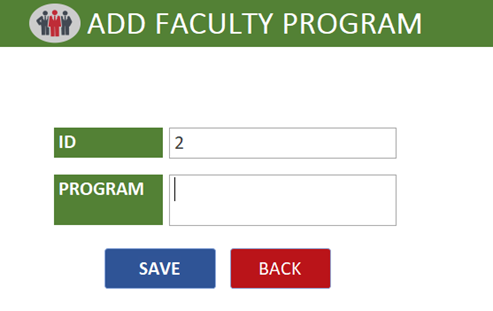 ADD FACULTY PROGRAM
ID 2
PROGRAM
SAVE BACK